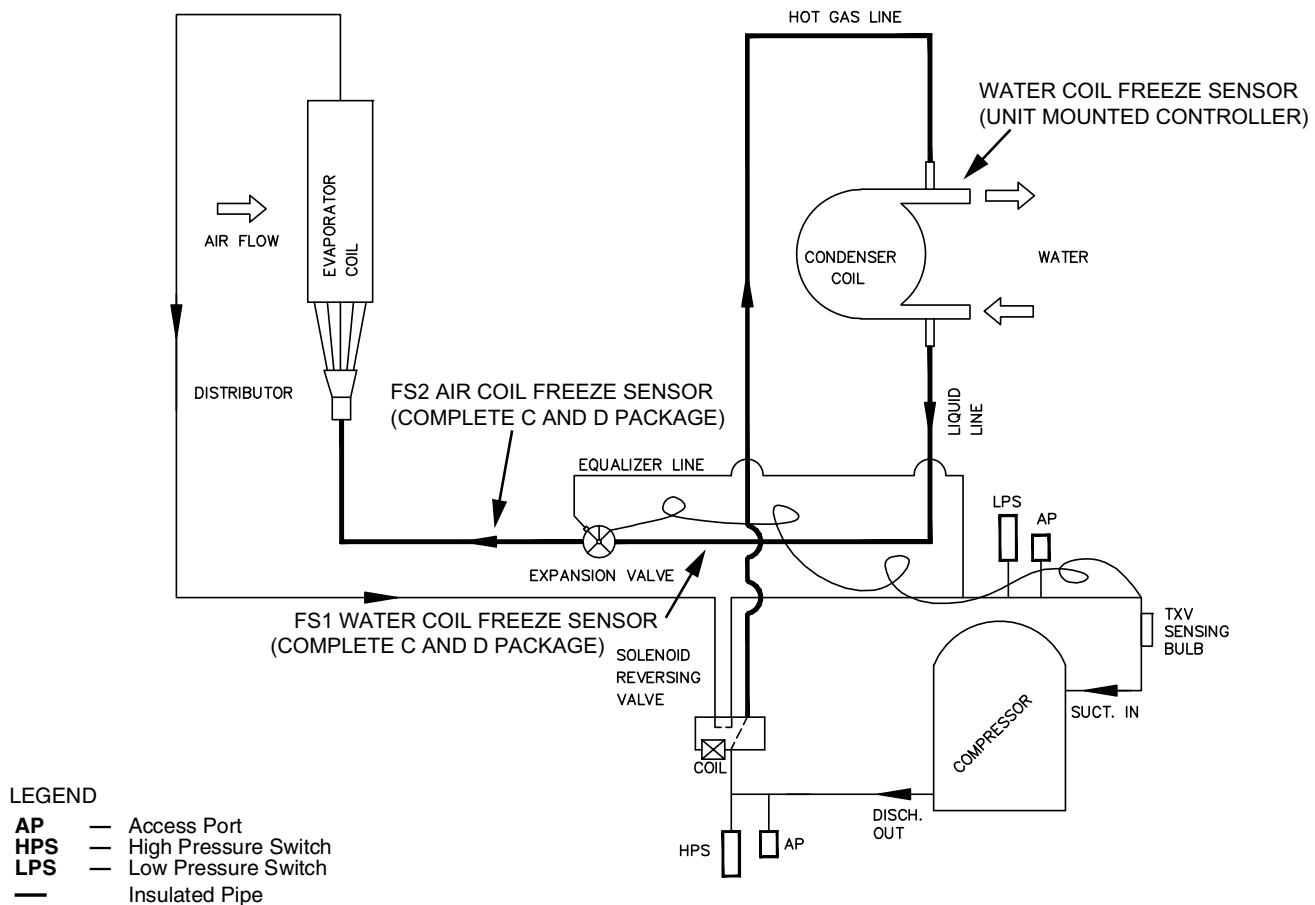 HOT GAS LINE
WATER COIL FREEZE SENSOR
(UNIT MOUNTED CONTROLLER)
EVAPORATOR
COIL
AIR FLOW
CONDENSER
COIL
WATER
DISTRIBUTOR
FS2 AIR COIL FREEZE SENSOR
(COMPLETE C AND D PACKAGE)
LIQUID
LINE
EQUALIZER LINE
LPS
AP
EXPANSION VALVE
FS1 WATER COIL FREEZE SENSOR
(COMPLETE C AND D PACKAGE)
TXV
SENSING
BULB
SOLENOID
REVERSING
VALVE
SUCT. IN
COMPRESSOR
COIL
DISCH.
OUT
HPS
AP
LEGEND
AP — Access Port
HPS — High Pressure Switch
LPS — Low Pressure Switch
Insulated Pipe